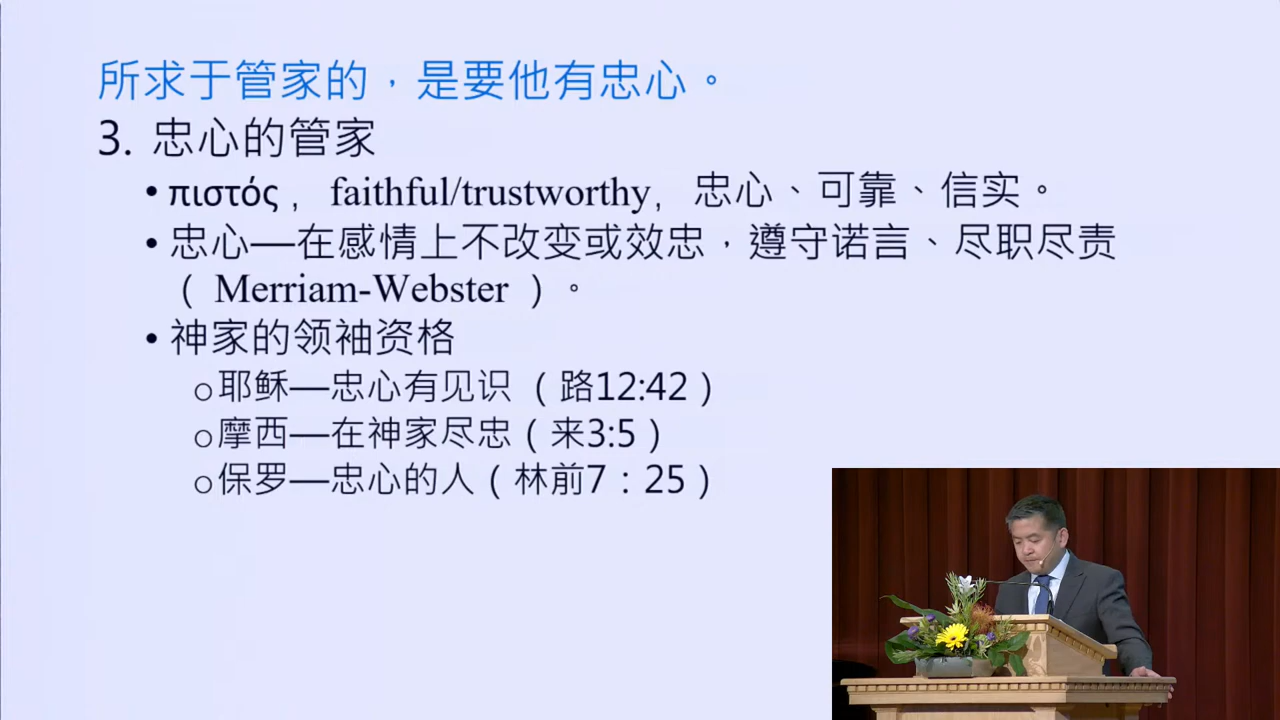 所求于管家的，是要他有忠心。
3. 忠心的管家
• πιστός， faithful/trustworthy， 忠心、可靠、信实。
• 忠心—在感情上不改变或效忠，遵守诺言、尽职尽责
（ Merriam-Webster ）。
• 神家的领袖资格
o耶稣—忠心有见识 （路12:42）
o摩西—在神家尽忠（来3:5）
o保罗—忠心的人（林前7：25）